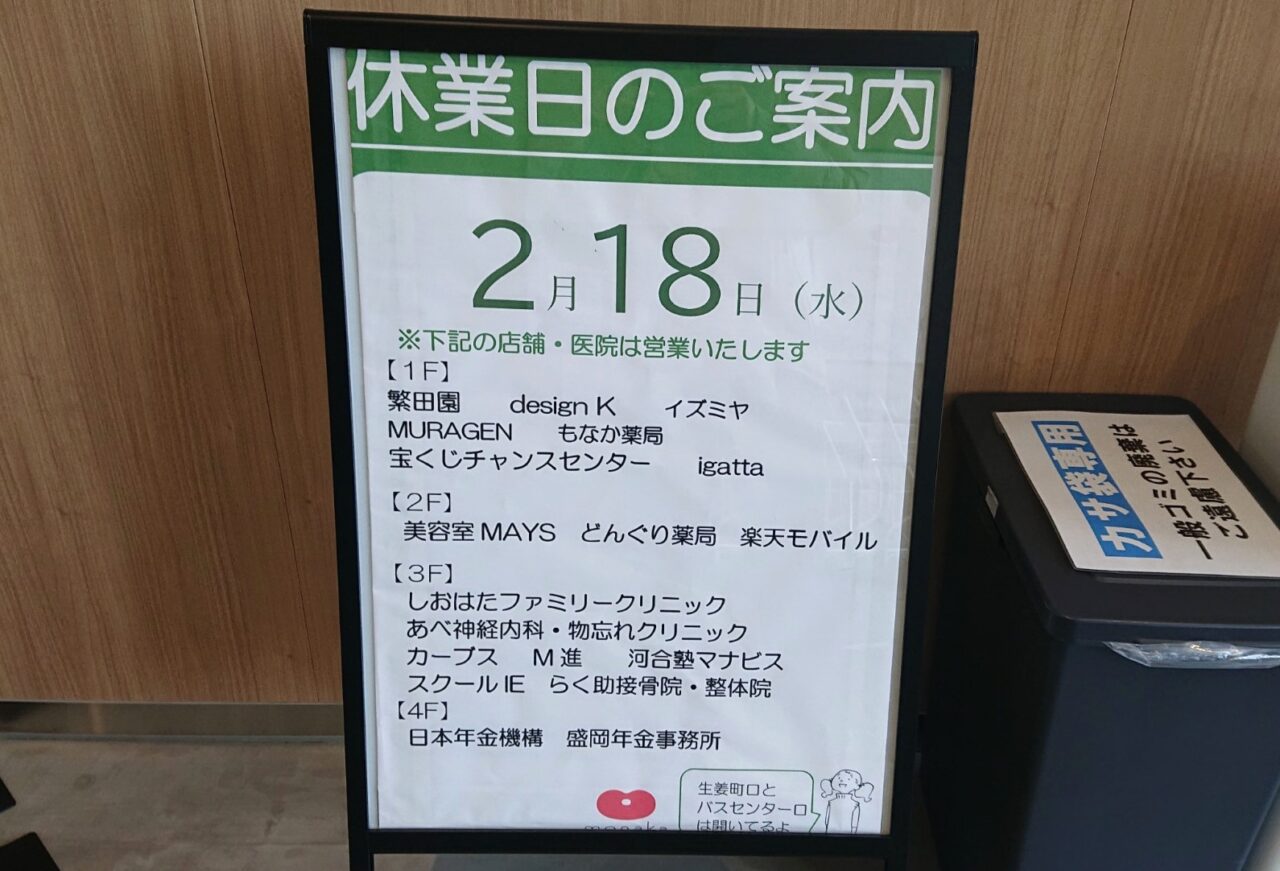 休業日のご案内
2月18日（水）
※下記の店舗・医院は営業いたします
【1F】
繁田園 design K イズミヤ
MURAGEN もなか薬局
宝くじチャンスセンター igatta
【2F】
美容室MAYS どんぐり薬局 楽天モバイル
【3F】
しおはたファミリークリニック
あべ神経内科・物忘れクリニック
カーブス M進 河合塾マナビス
スクールIE らく助接骨院・整体院
【4F】
日本年金機構 盛岡年金事務所
monaka
生姜町口と
バスセンター口
は開いてるよ
カサ袋専用
一般ゴミの廃棄は
ご遠慮下さい